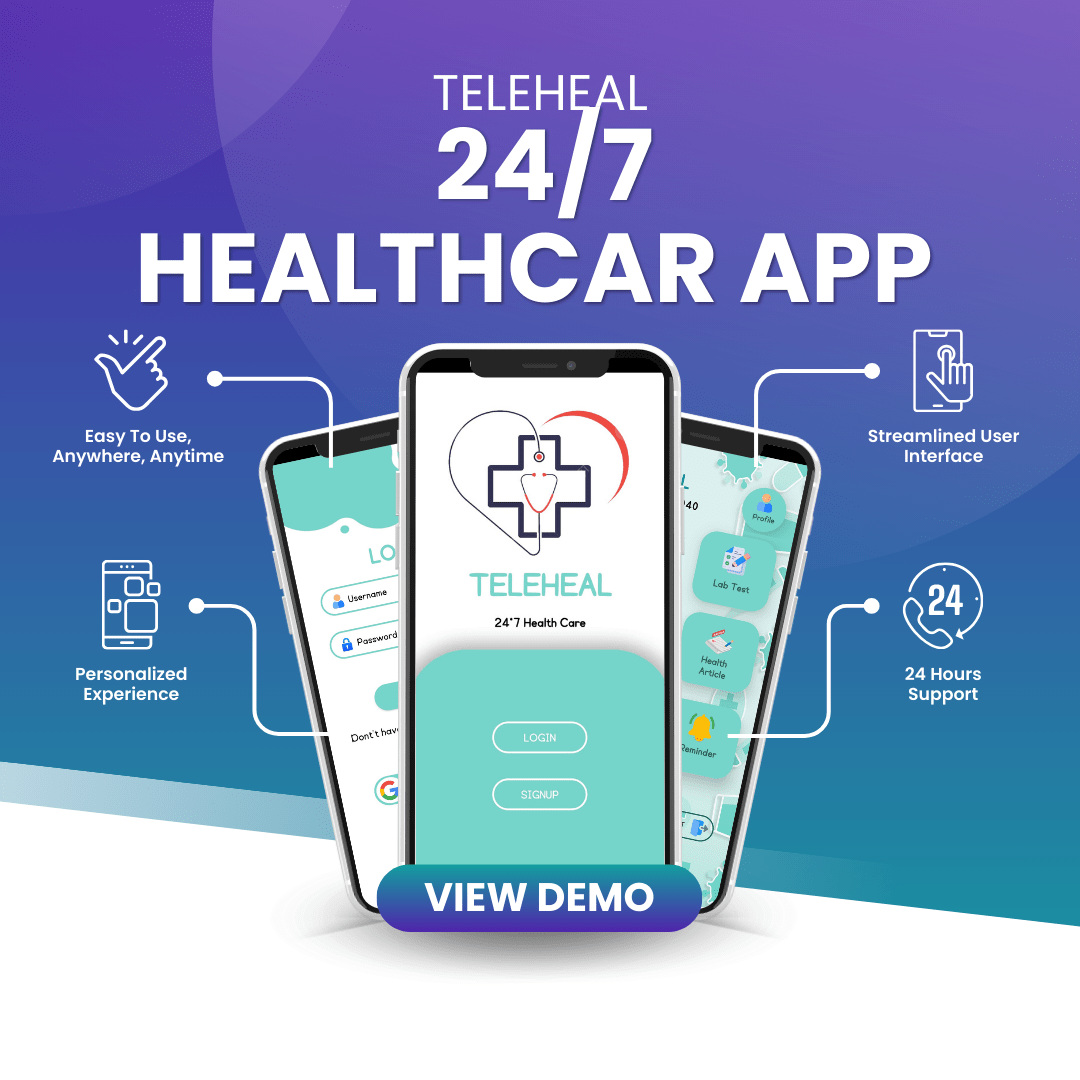 TELEHEAL
24/7
HEALTHCAR APP
Easy To Use,
Anywhere, Anytime
Streamlined User
Interface
Personalized
Experience
24
24 Hours
Support
LO
Username
Password
Don't hav
TELEHEAL
24*7 Health Care
LOGIN
SIGNUP
L
040
Profile
Lab Test
Health
Article
Reminder
T
VIEW DEMO